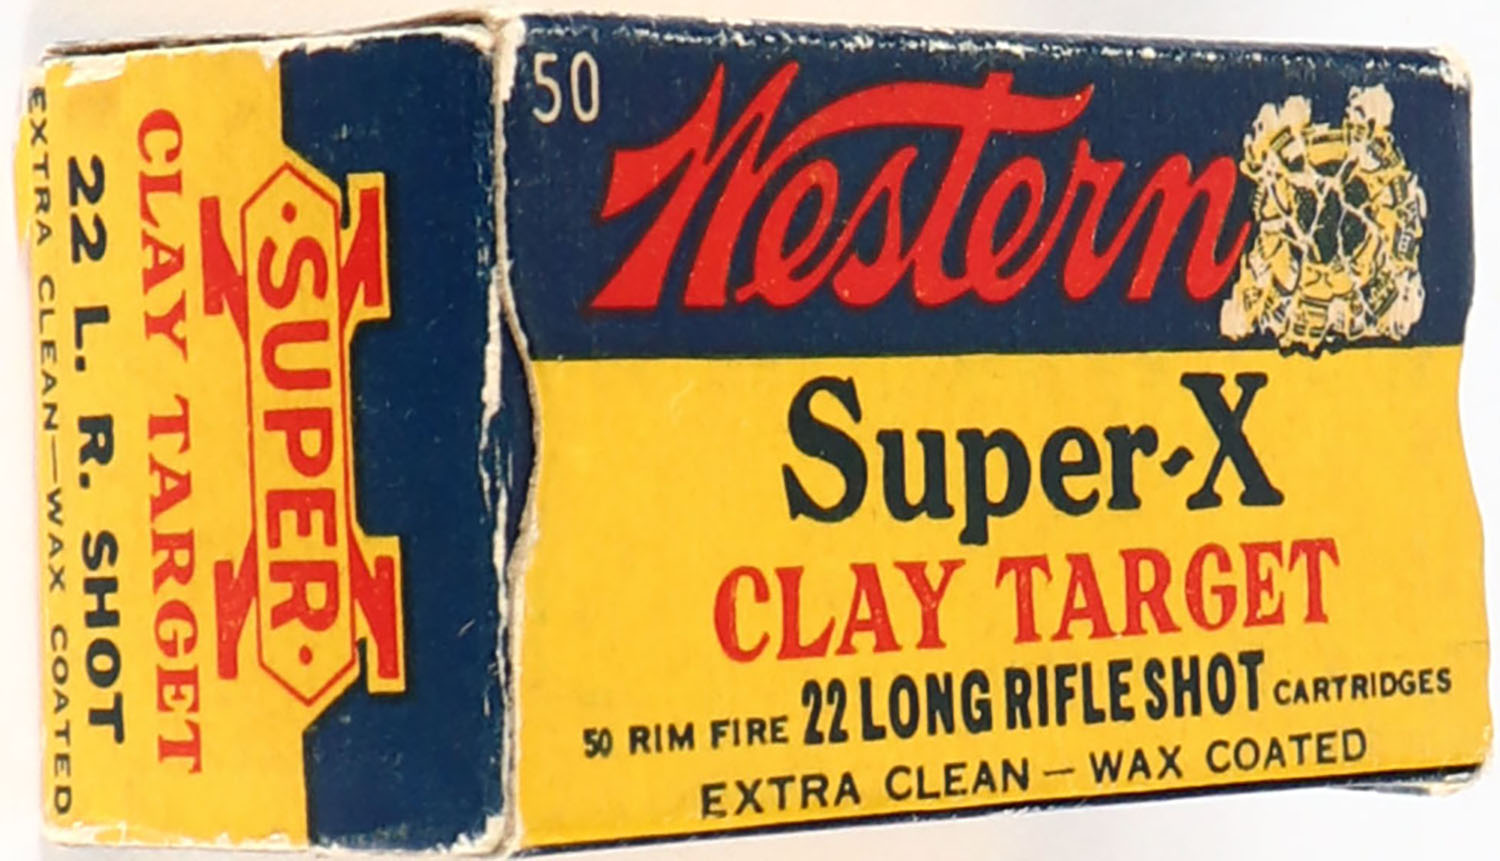 50
Western
Super-X
CLAY TARGET
50 RIM FIRE 22 LONG RIFLE SHOT CARTRIDGES
EXTRA CLEAN — WAX COATED
SUPER
X
CLAY TARGET
22 L. R. SHOT
EXTRA CLEAN—WAX COATED